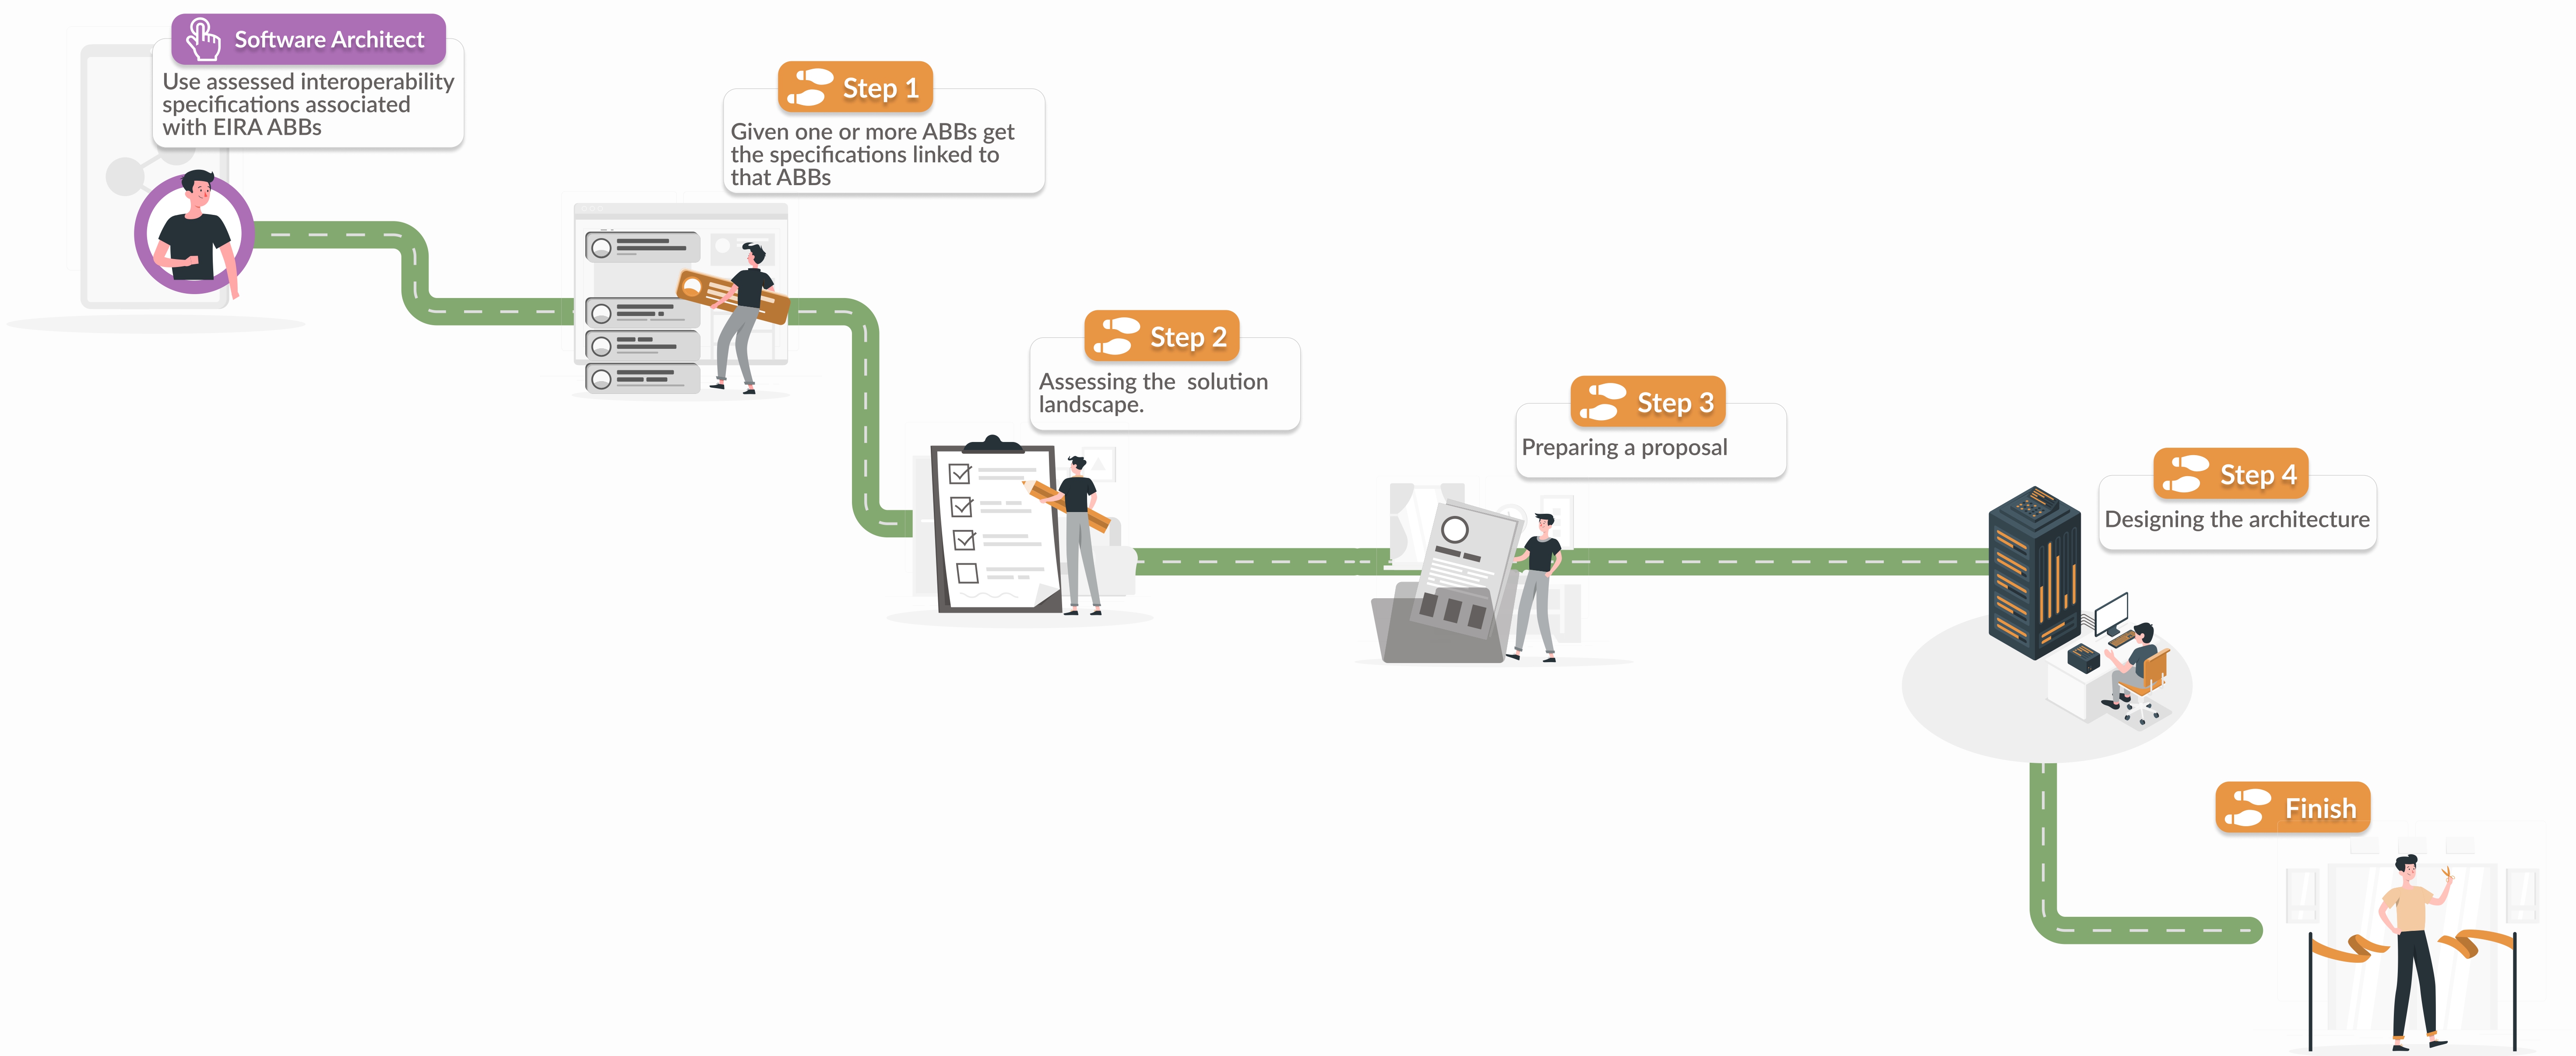 Software Architect
Use assessed interoperability
specifications associated
with EIRA ABBs
Step 1
Given one or more ABBs get
the specifications linked to
that ABBs
Step 2
Assessing the  solution
landscape.
Step 3
Preparing a proposal
Step 4
Designing the architecture
Finish